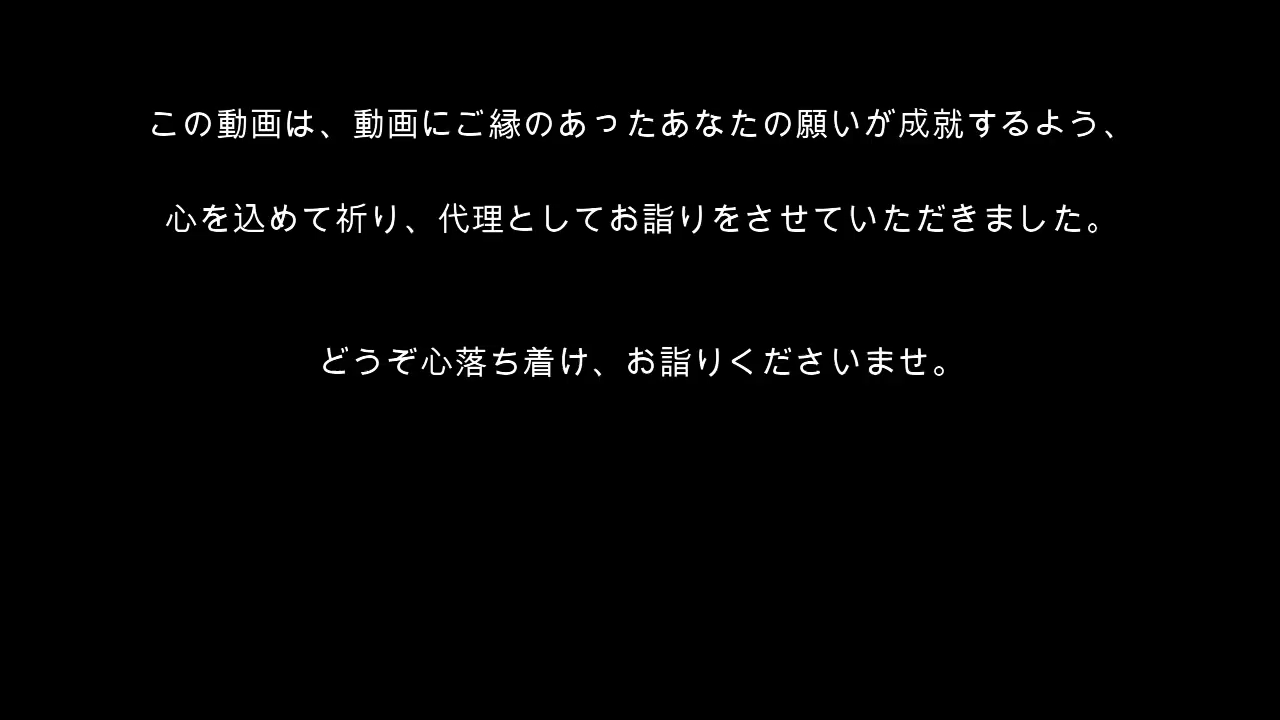 この動画は、動画にご縁のあったあなたの願いが成就するよう、
心を込めて祈り、代理としてお詣りをさせていただきました。
どうぞ心落ち着け、お詣りくださいませ。